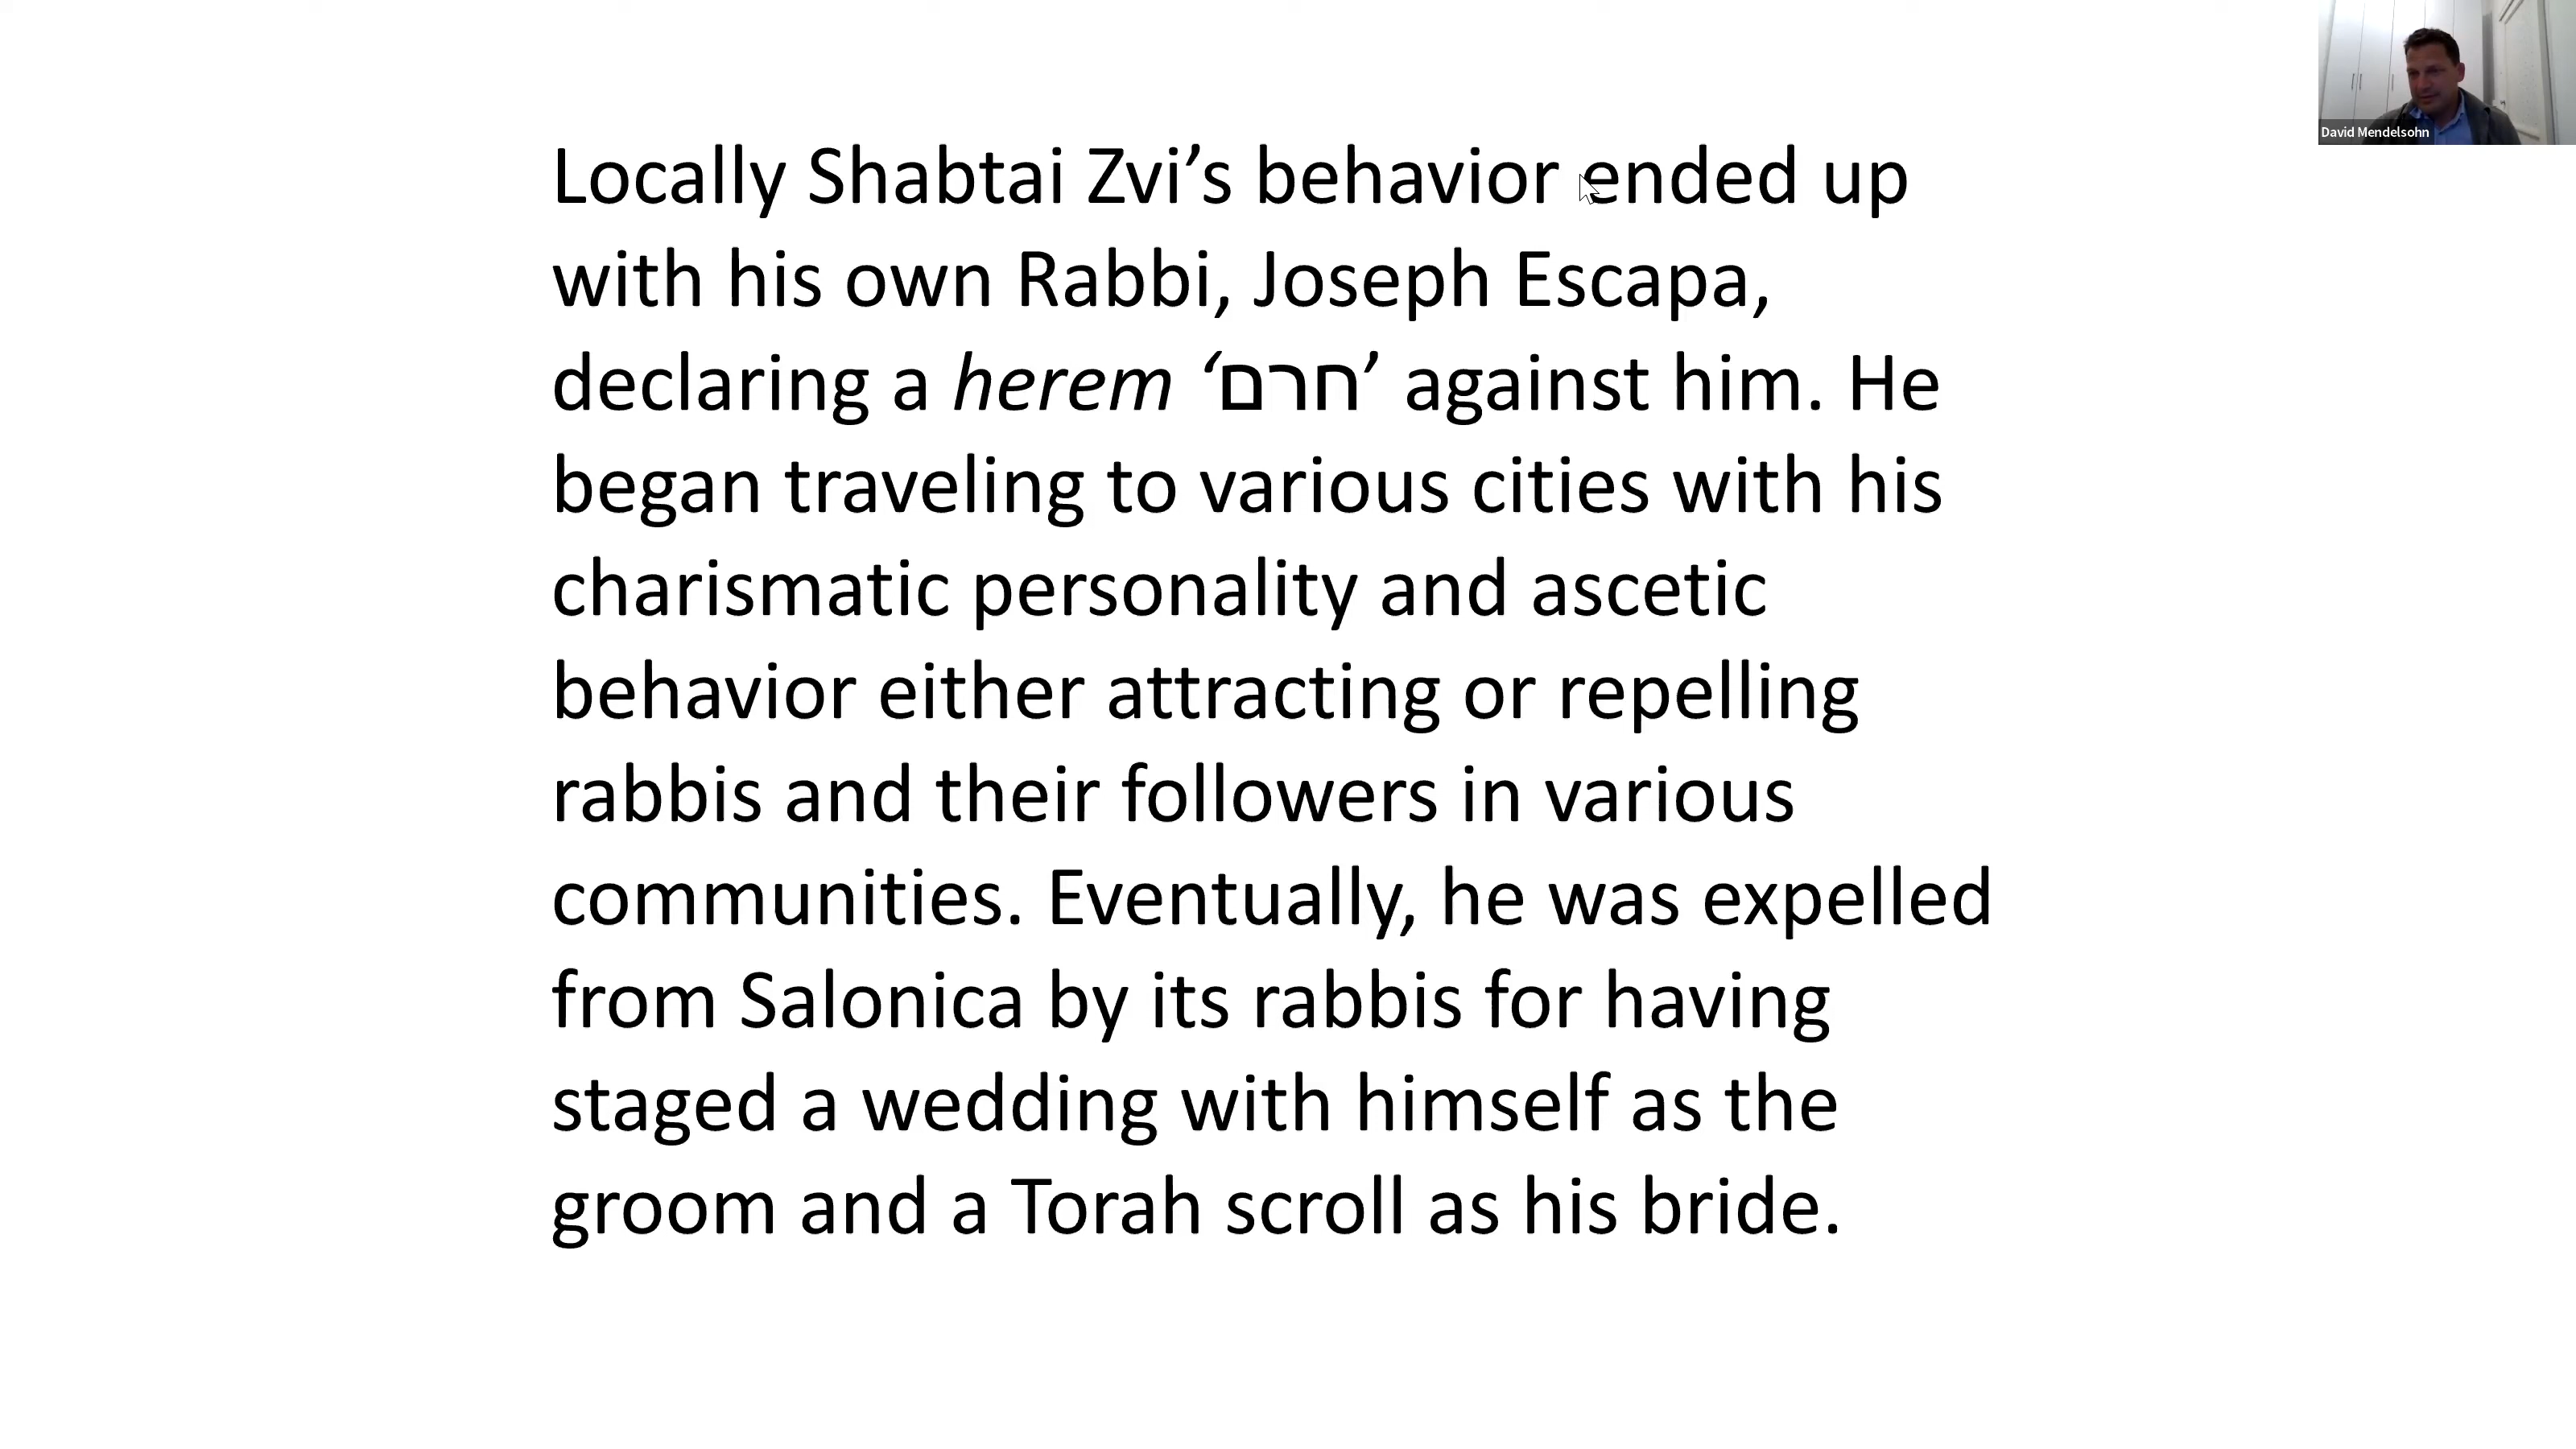 Locally Shabtai Zvi’s behavior ended up
with his own Rabbi, Joseph Escapa,
declaring a herem ‘חרם’ against him. He
began traveling to various cities with his
charismatic personality and ascetic
behavior either attracting or repelling
rabbis and their followers in various
communities. Eventually, he was expelled
from Salonica by its rabbis for having
staged a wedding with himself as the
groom and a Torah scroll as his bride.
David Mendelsohn